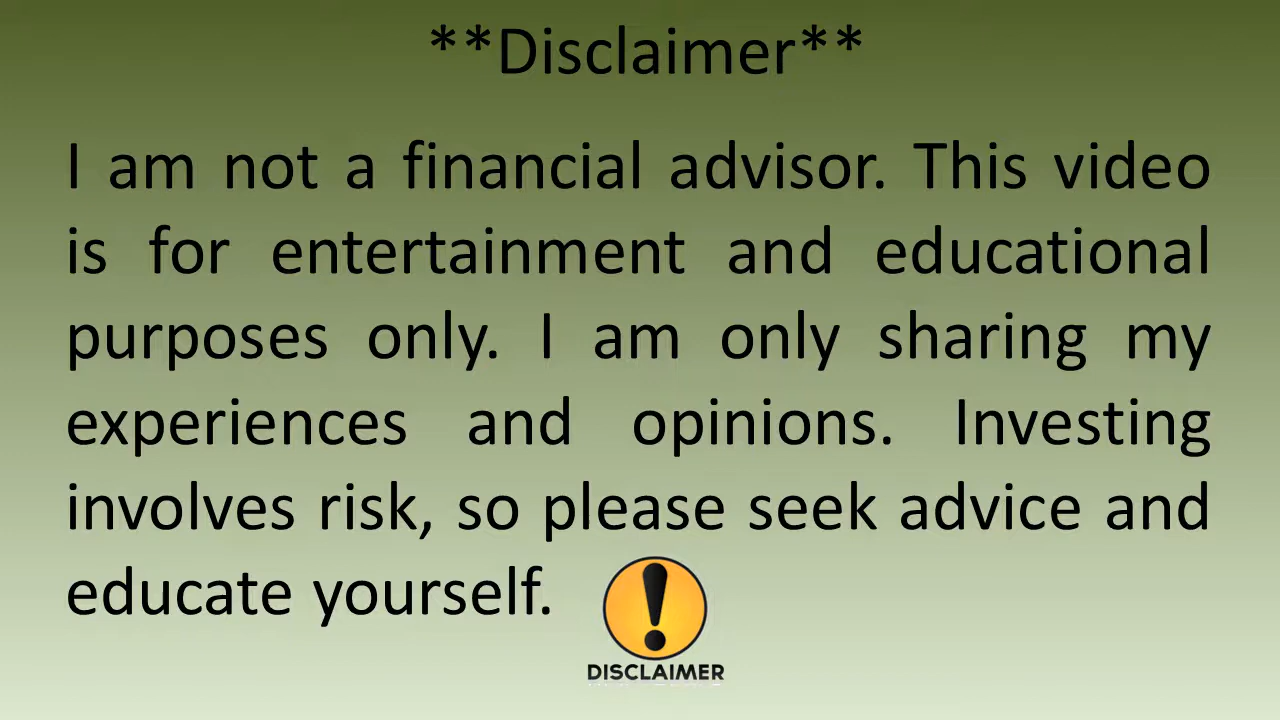 **Disclaimer**
I am not a financial advisor. This video
is for entertainment and educational
purposes only. I am only sharing my
experiences and opinions. Investing
involves risk, so please seek advice and
educate yourself.
DISCLAIMER